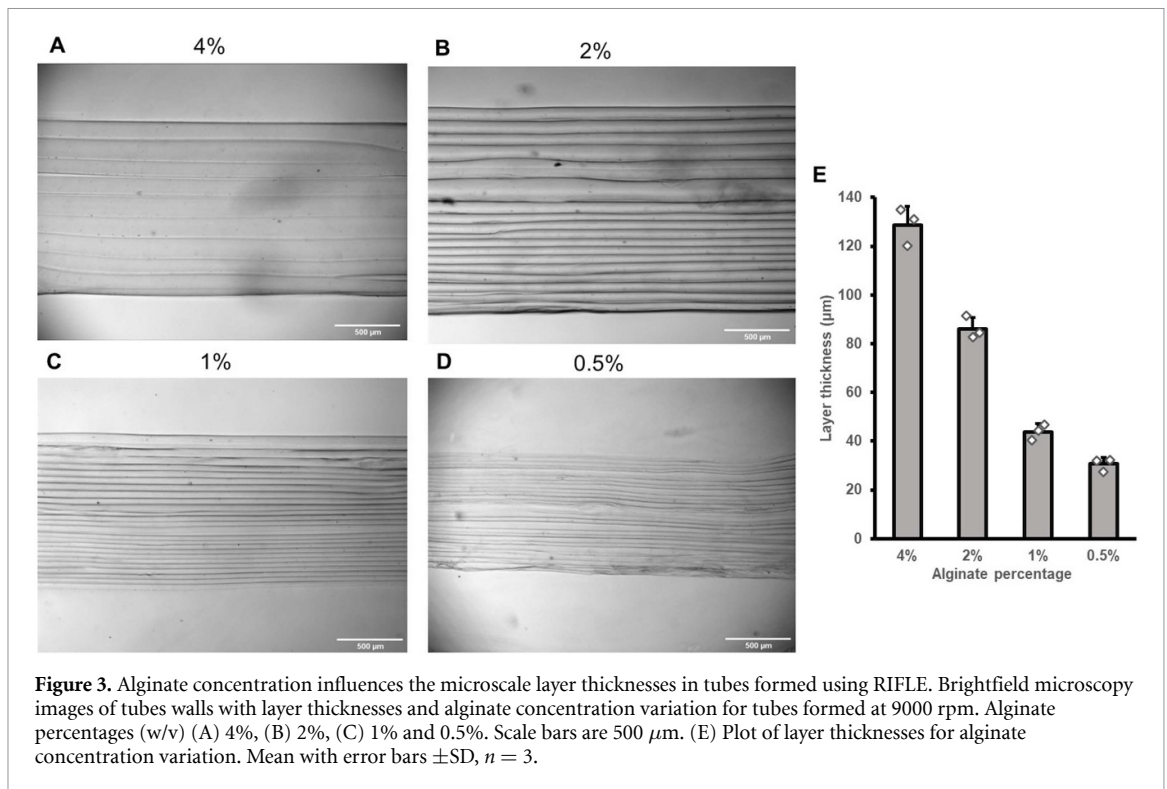 A
4%
B
2%
500 µm
500 µm
C
1%
D
0.5%
500 µm
500 µm
E
140
120
100
80
60
40
20
0
Layer thickness (µm)
4%
2%
1%
0.5%
Alginate percentage
Figure 3. Alginate concentration influences the microscale layer thicknesses in tubes formed using RIFLE. Brightfield microscopy
images of tubes walls with layer thicknesses and alginate concentration variation for tubes formed at 9000 rpm. Alginate
percentages (w/v) (A) 4%, (B) 2%, (C) 1% and 0.5%. Scale bars are 500 µm. (E) Plot of layer thicknesses for alginate
concentration variation. Mean with error bars ±SD, n = 3.